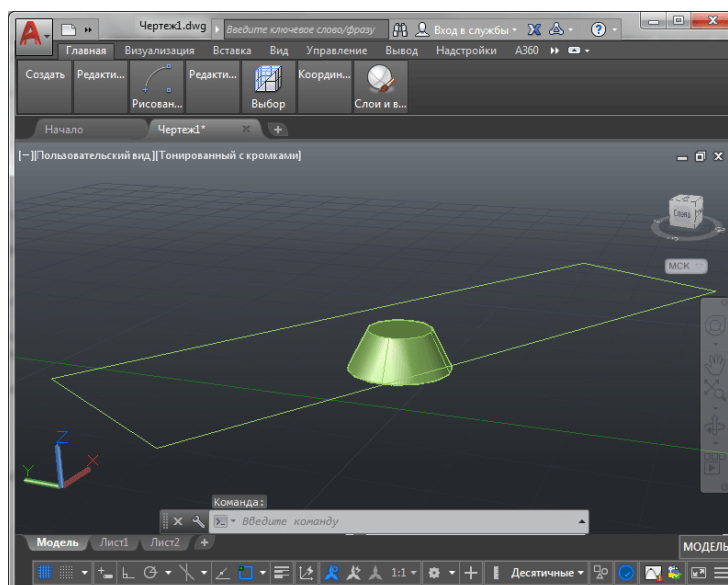 Чертеж1.dwg
Введите ключевое слово/фразу
Вход в службы
Главная Визуализация Вставка Вид Управление Вывод Надстройки A360
Создать Редакти... Рисован... Редакти... Выбор Координ... Слои и в...
Начало Чертеж1*
[−][Пользовательский вид][Тонированный с кромками]
МСК
Z
Y X
Команда:
Введите команду
Модель Лист1 Лист2 +
МОДЕЛЬ
1:1 Десятичные